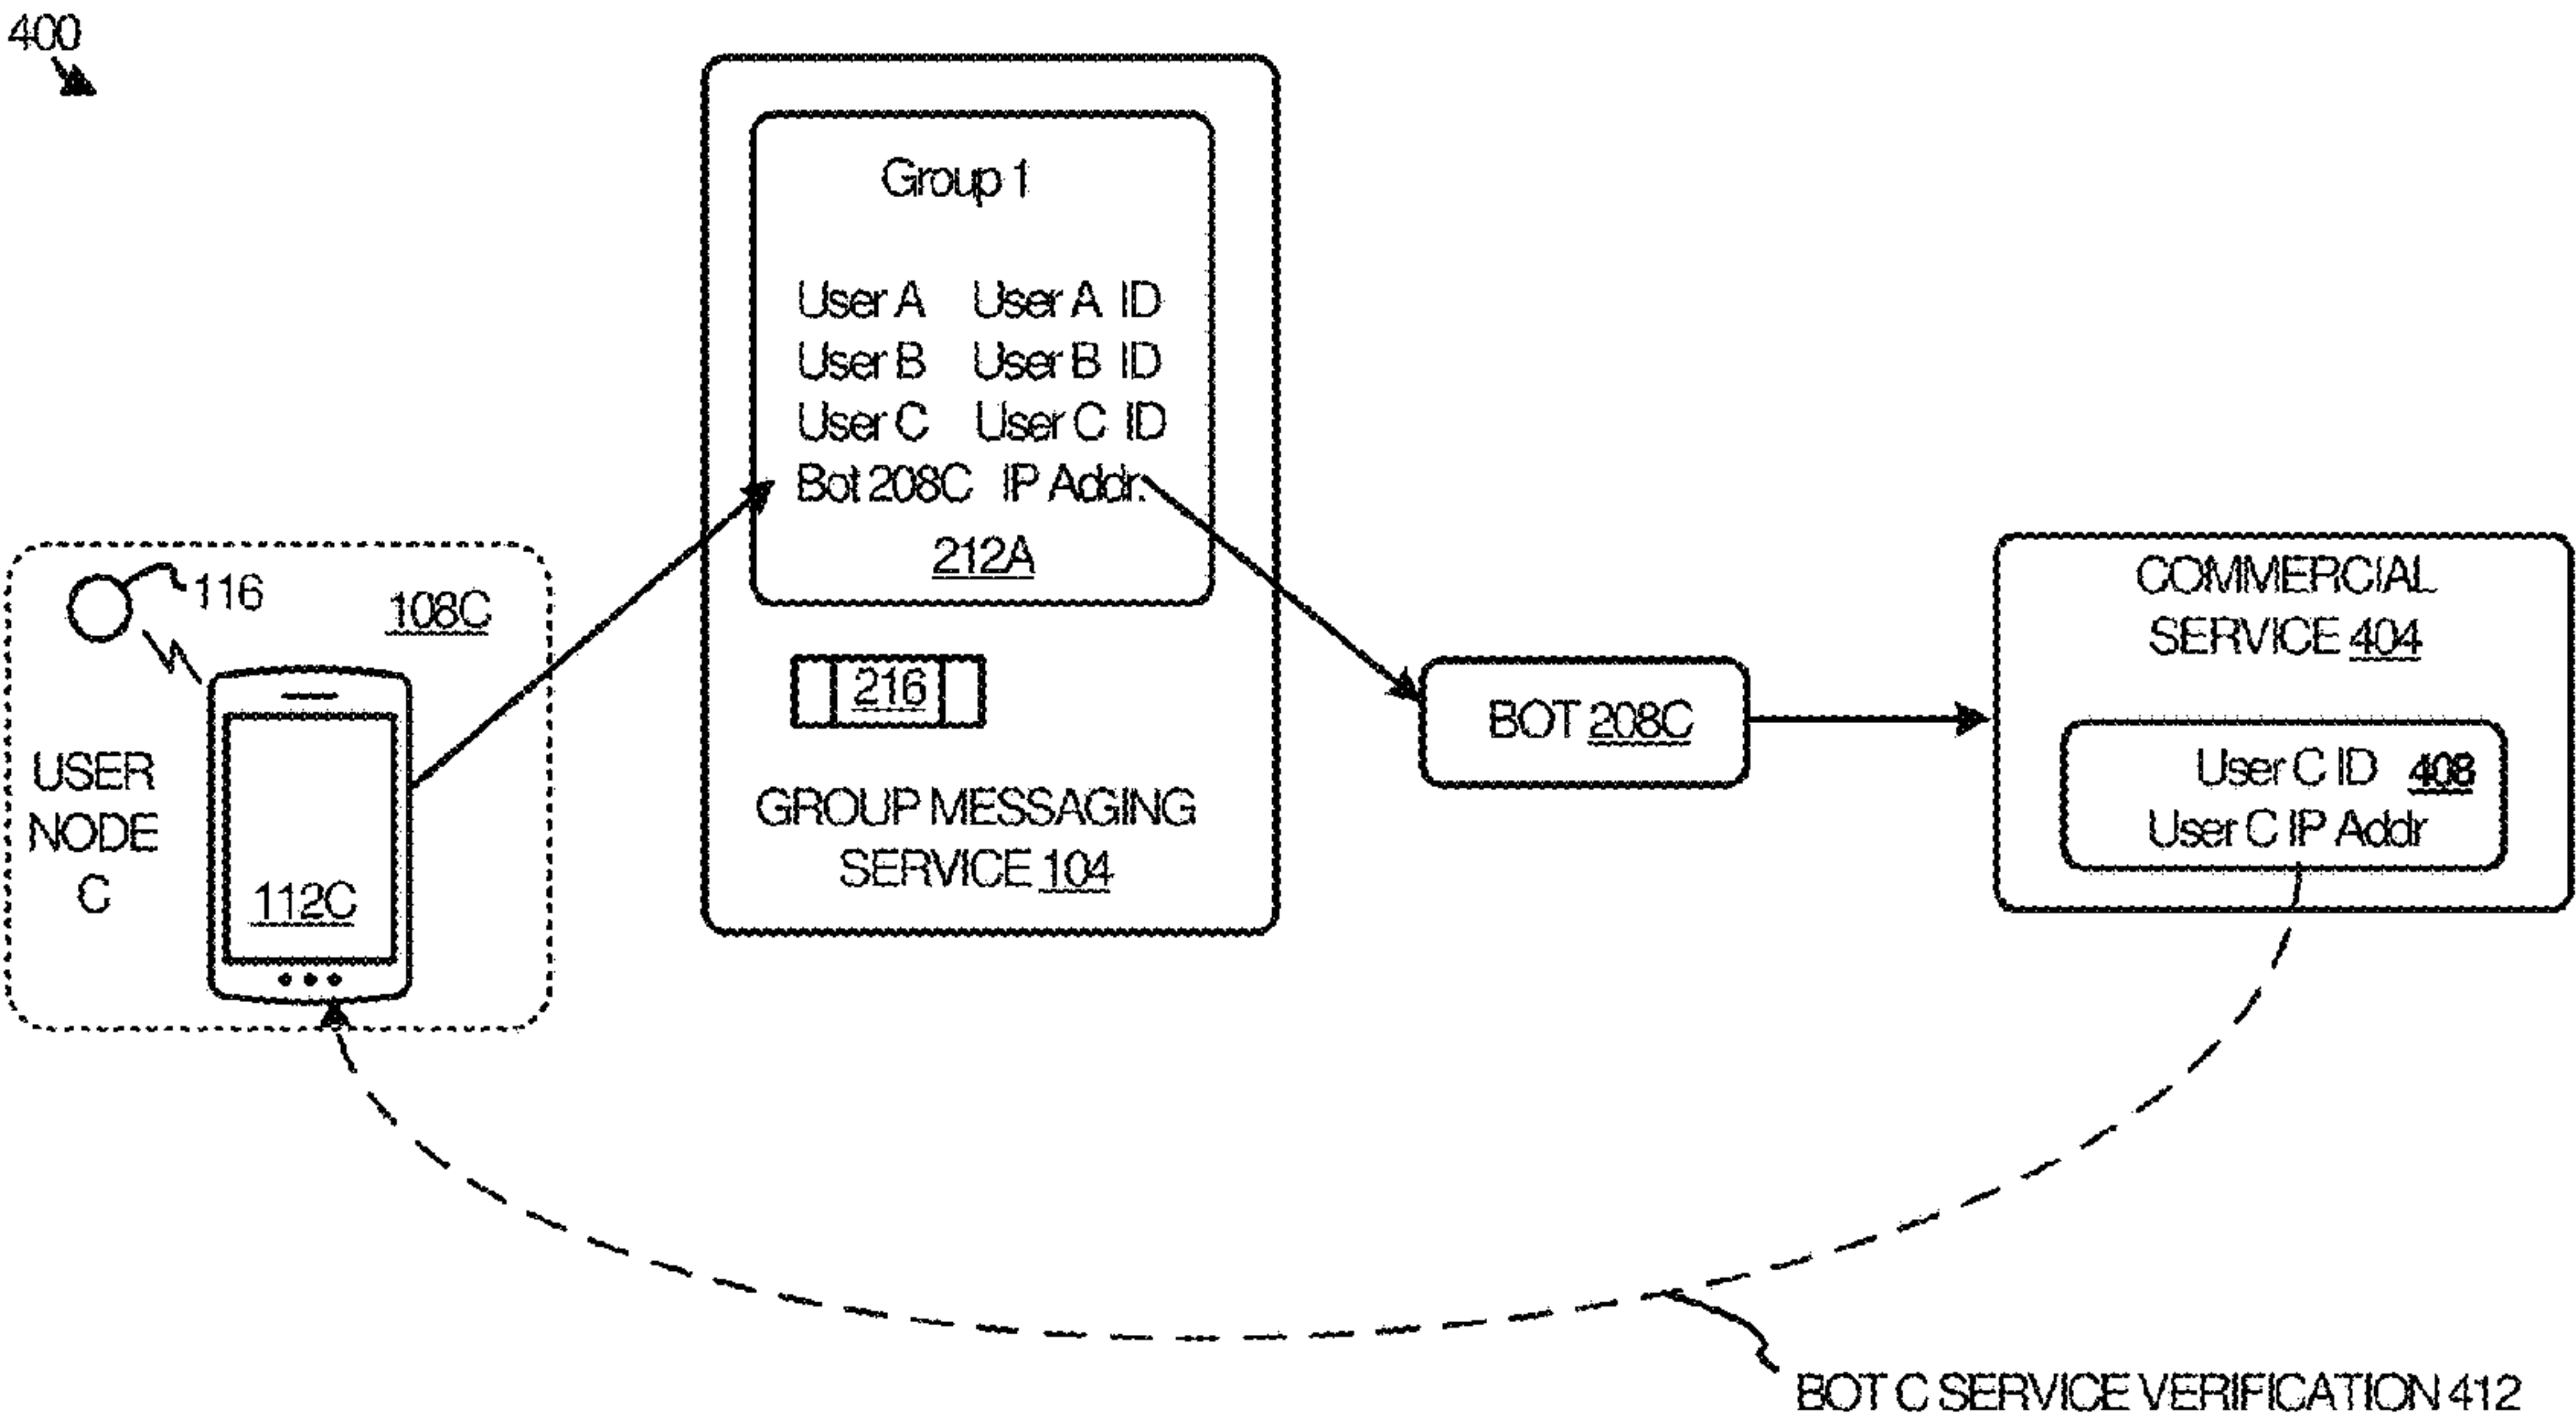 400
Group 1
User A User A ID
User B User B ID
User C User C ID
Bot 208C IP Addr.
212A
216
GROUP MESSAGING
SERVICE 104
116
108C
USER
NODE
C
112C
BOT 208C
COMMERCIAL
SERVICE 404
User C ID 408
User C IP Addr
BOT C SERVICE VERIFICATION 412